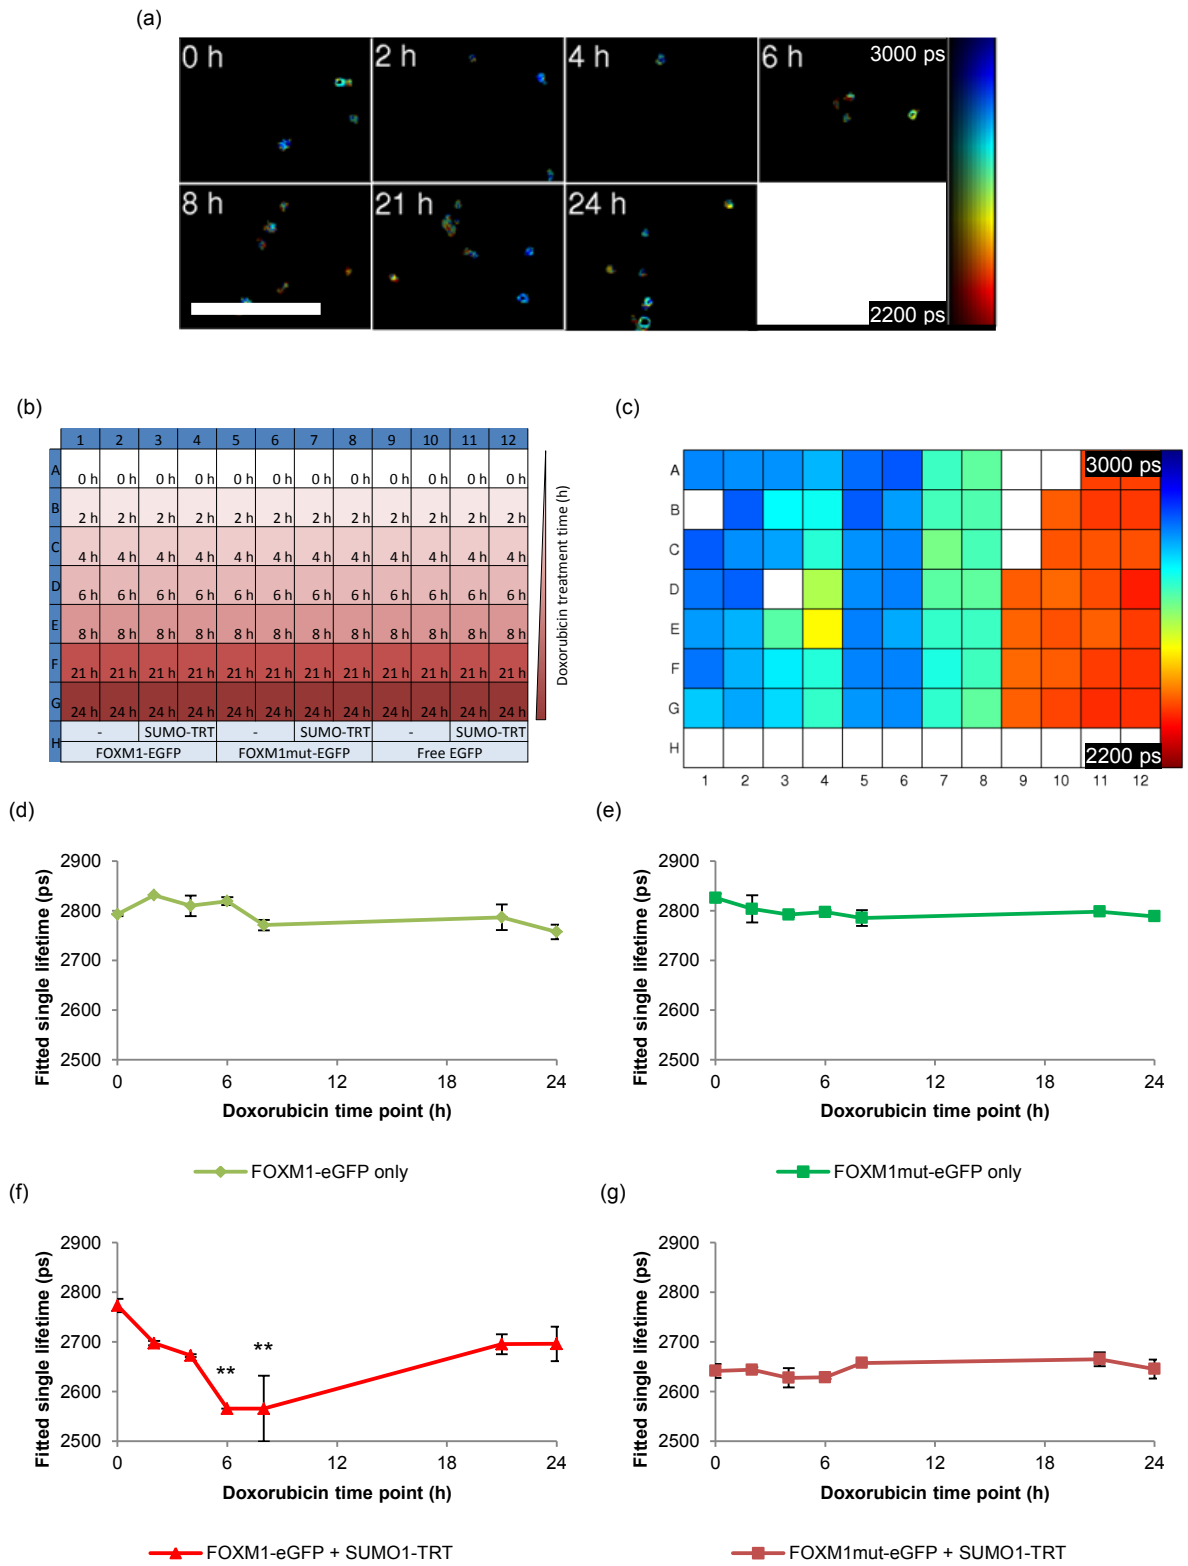 (a)
0 h 2 h 4 h 6 h 3000 ps
8 h 21 h 24 h
2200 ps
(b)
1 2 3 4 5 6 7 8 9 10 11 12
A 0 h 0 h 0 h 0 h 0 h 0 h 0 h 0 h 0 h 0 h 0 h 0 h
B 2 h 2 h 2 h 2 h 2 h 2 h 2 h 2 h 2 h 2 h 2 h 2 h
C 4 h 4 h 4 h 4 h 4 h 4 h 4 h 4 h 4 h 4 h 4 h 4 h
D 6 h 6 h 6 h 6 h 6 h 6 h 6 h 6 h 6 h 6 h 6 h 6 h
E 8 h 8 h 8 h 8 h 8 h 8 h 8 h 8 h 8 h 8 h 8 h 8 h
F 21 h 21 h 21 h 21 h 21 h 21 h 21 h 21 h 21 h 21 h 21 h 21 h
G 24 h 24 h 24 h 24 h 24 h 24 h 24 h 24 h 24 h 24 h 24 h 24 h
H - SUMO-TRT - SUMO-TRT - SUMO-TRT
FOXM1-EGFP FOXM1mut-EGFP Free EGFP
Doxorubicin treatment time (h)
(c)
A 3000 ps
B
C
D
E
F
G
H 2200 ps
1 2 3 4 5 6 7 8 9 10 11 12
(d)
Fitted single lifetime (ps)
2900
2800
2700
2600
2500
0 6 12 18 24
Doxorubicin time point (h)
FOXM1-eGFP only
(e)
Fitted single lifetime (ps)
2900
2800
2700
2600
2500
0 6 12 18 24
Doxorubicin time point (h)
FOXM1mut-eGFP only
(f)
Fitted single lifetime (ps)
2900
2800
2700
2600
2500
** **
0 6 12 18 24
Doxorubicin time point (h)
FOXM1-eGFP + SUMO1-TRT
(g)
Fitted single lifetime (ps)
2900
2800
2700
2600
2500
0 6 12 18 24
Doxorubicin time point (h)
FOXM1mut-eGFP + SUMO1-TRT